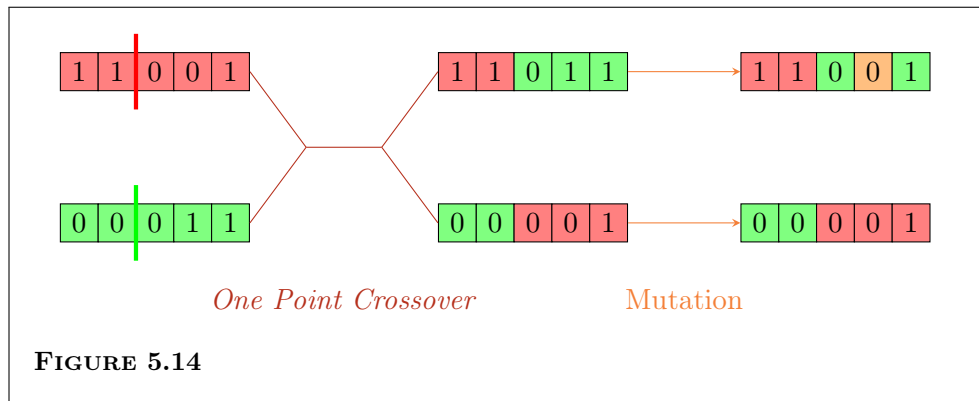 1 1 0 0 1 1 1 0 1 1 1 1 0 0 1
0 0 0 1 1 0 0 0 0 1 0 0 0 0 1
One Point Crossover Mutation
FIGURE 5.14